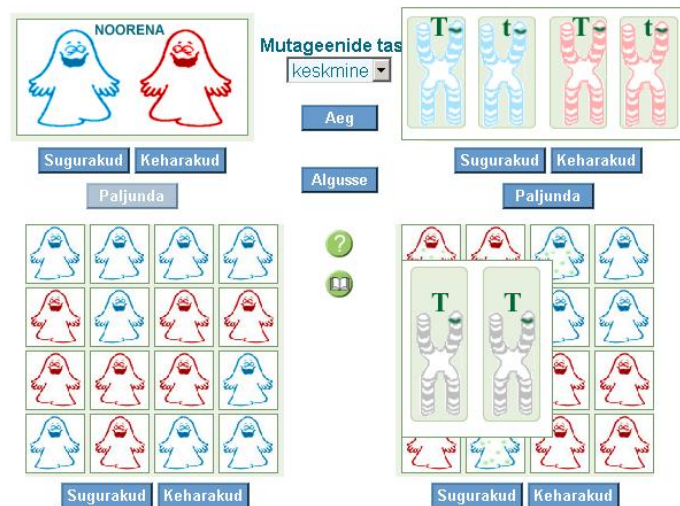 NOORENA
Mutageenide tas
keskmine
Aeg
Algusse
T t T t
Sugurakud Keharakud
Paljunda
Sugurakud Keharakud
Paljunda
?
T T
Sugurakud Keharakud
Sugurakud Keharakud